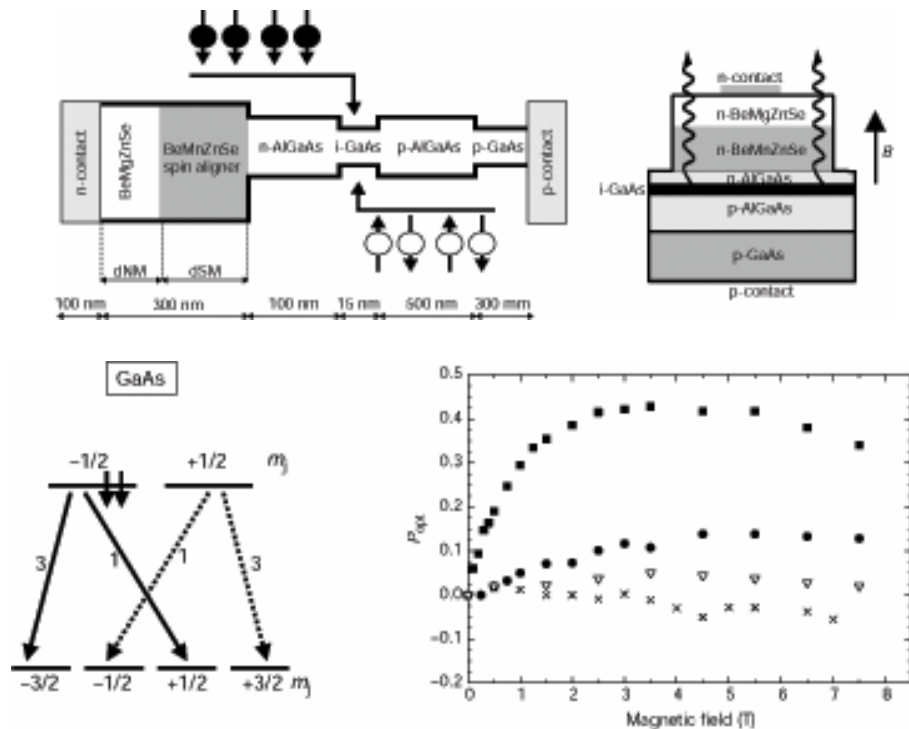 n-contact
BeMgZnSe
BeMnZnSe
spin aligner
n-AlGaAs
i-GaAs
p-AlGaAs
p-GaAs
p-contact
dNM
dSM
100 nm
300 nm
100 nm
15 nm
500 nm
300 mm
n-contact
n-BeMgZnSe
n-BeMnZnSe
n-AlGaAs
i-GaAs
p-AlGaAs
p-GaAs
p-contact
B
GaAs
−1/2 +1/2 mj
3 1 1 3
−3/2 −1/2 +1/2 +3/2 mj
0.5
0.4
0.3
0.2
0.1
0.0
−0.1
−0.2
Popt
0 1 2 3 4 5 6 7 8
Magnetic field (T)